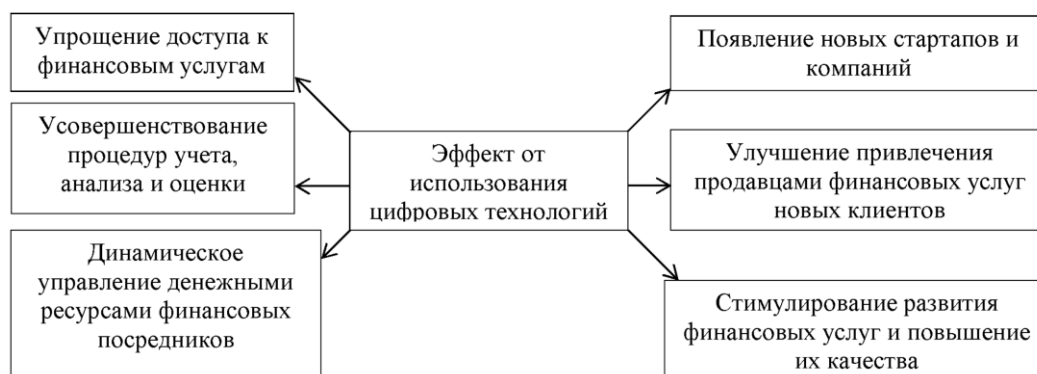 Упрощение доступа к
финансовым услугам
Усовершенствование
процедур учета,
анализа и оценки
Динамическое
управление денежными
ресурсами финансовых
посредников
Эффект от
использования
цифровых технологий
Появление новых стартапов и
компаний
Улучшение привлечения
продавцами финансовых услуг
новых клиентов
Стимулирование развития
финансовых услуг и повышение
их качества